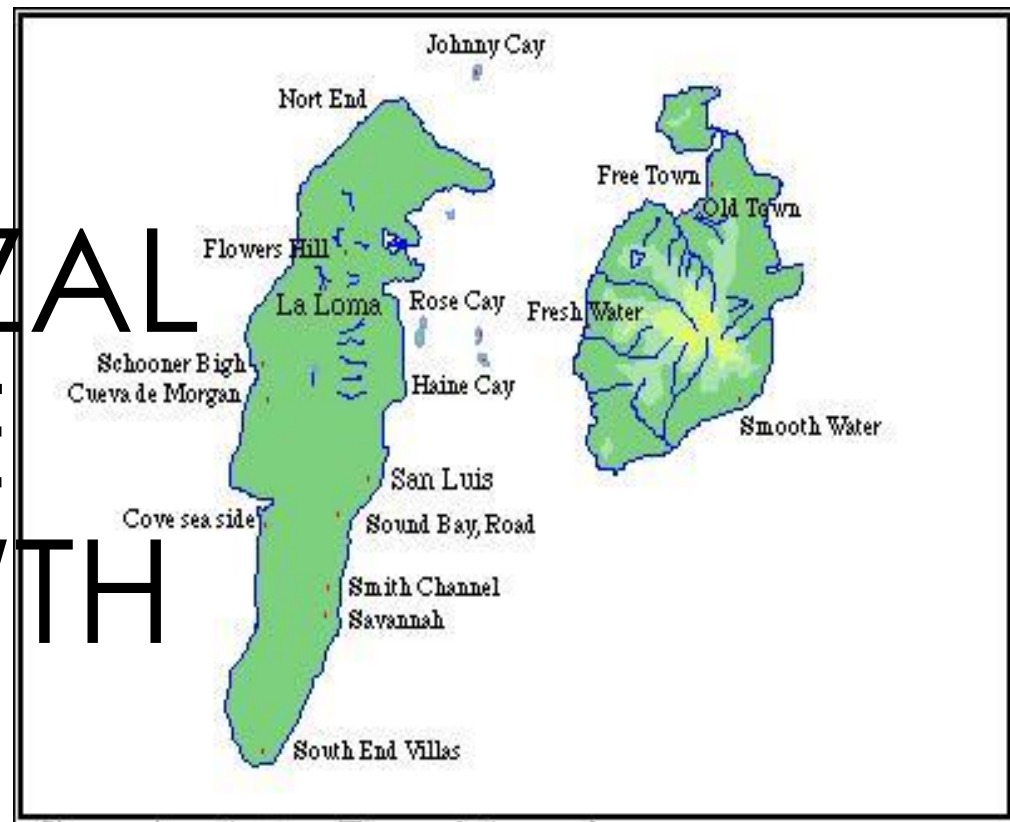 Johnny Cay
Nort End
Free Town
Old Town
Flowers Hill
La Loma
Rose Cay
Fresh Water
Schooner Bigh
Cueva de Morgan
Haine Cay
Smooth Water
San Luis
Cove sea side
Sound Bay, Road
Smith Channel
Savannah
South End Villas
ZAL
E
WTH